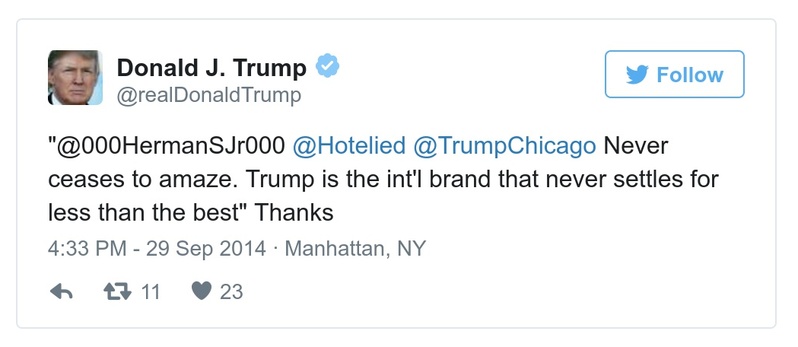 Donald J. Trump
Follow
@realDonaldTrump
"@000HermanSJr000 @Hotelied @TrumpChicago Never
ceases to amaze. Trump is the int'l brand that never settles for
less than the best" Thanks
4:33 PM - 29 Sep 2014 · Manhattan, NY
11 23